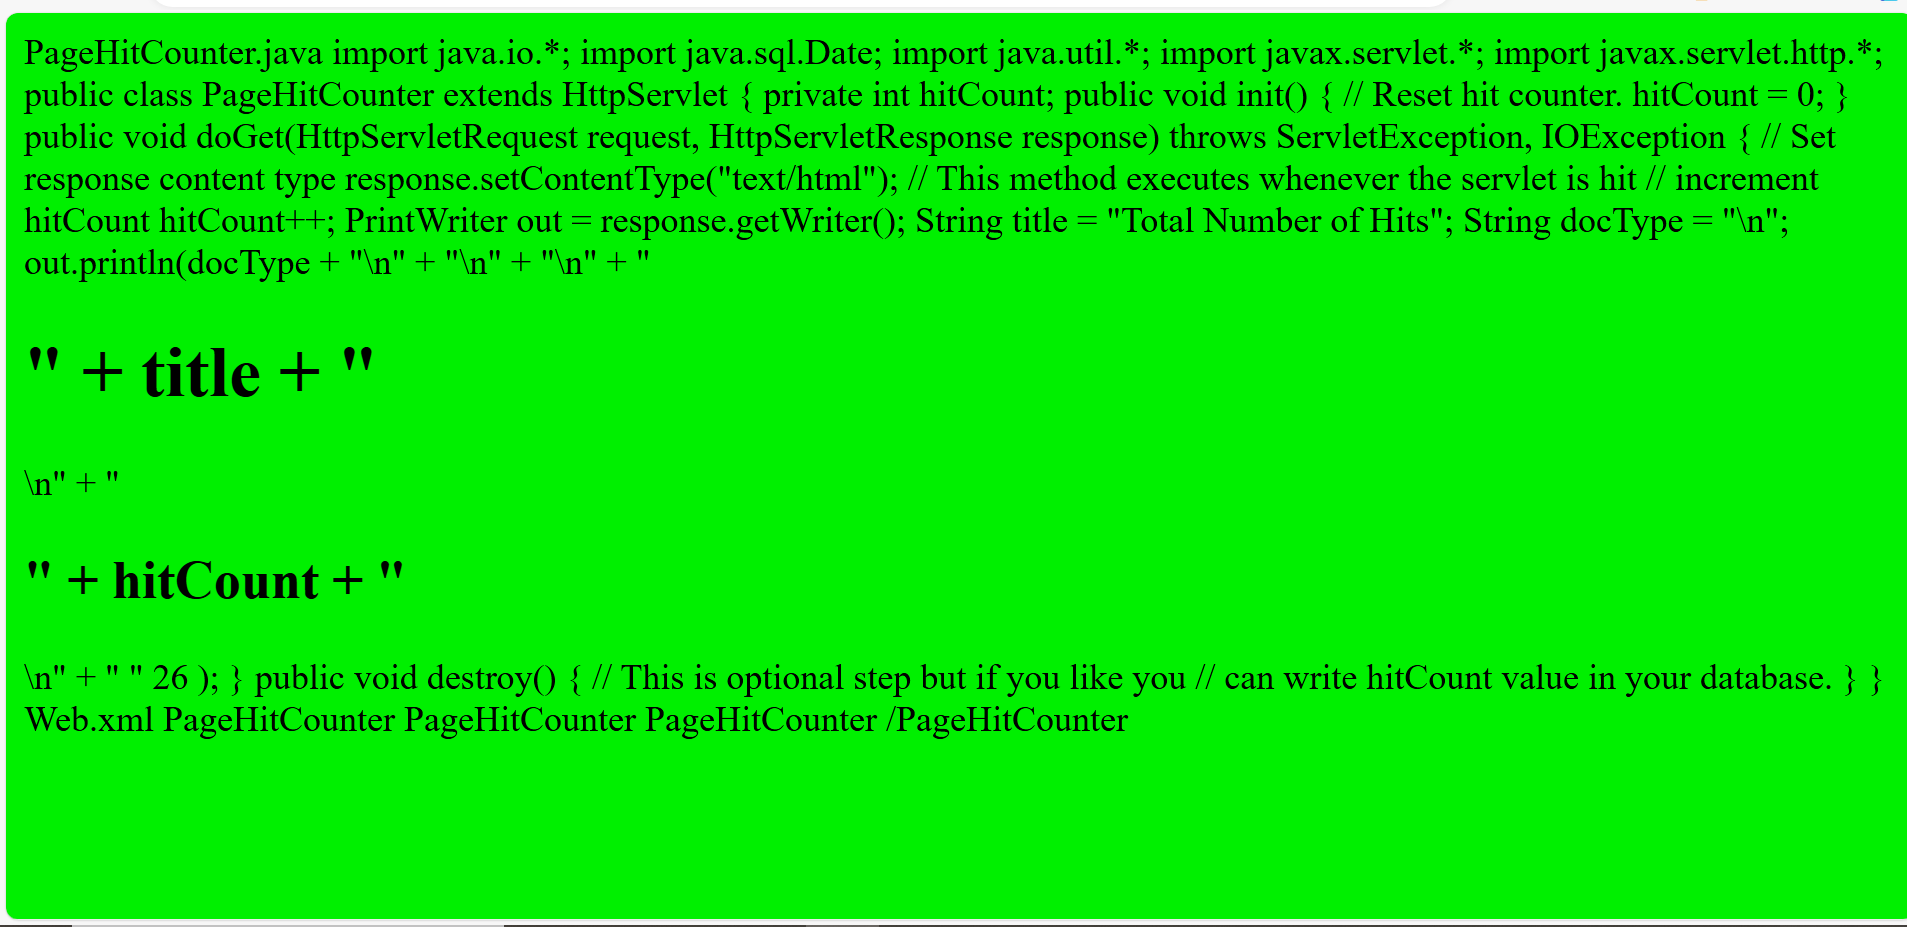 PageHitCounter.java import java.io.*; import java.sql.Date; import java.util.*; import javax.servlet.*; import javax.servlet.http.*;
public class PageHitCounter extends HttpServlet { private int hitCount; public void init() { // Reset hit counter. hitCount = 0; }
public void doGet(HttpServletRequest request, HttpServletResponse response) throws ServletException, IOException { // Set
response content type response.setContentType("text/html"); // This method executes whenever the servlet is hit // increment
hitCount hitCount++; PrintWriter out = response.getWriter(); String title = "Total Number of Hits"; String docType = "\n";
out.println(docType + "\n" + "\n" + "\n" + "
" + title + "
\n" + "
" + hitCount + "
\n" + " " 26 ); } public void destroy() { // This is optional step but if you like you // can write hitCount value in your database. } }
Web.xml PageHitCounter PageHitCounter PageHitCounter /PageHitCounter